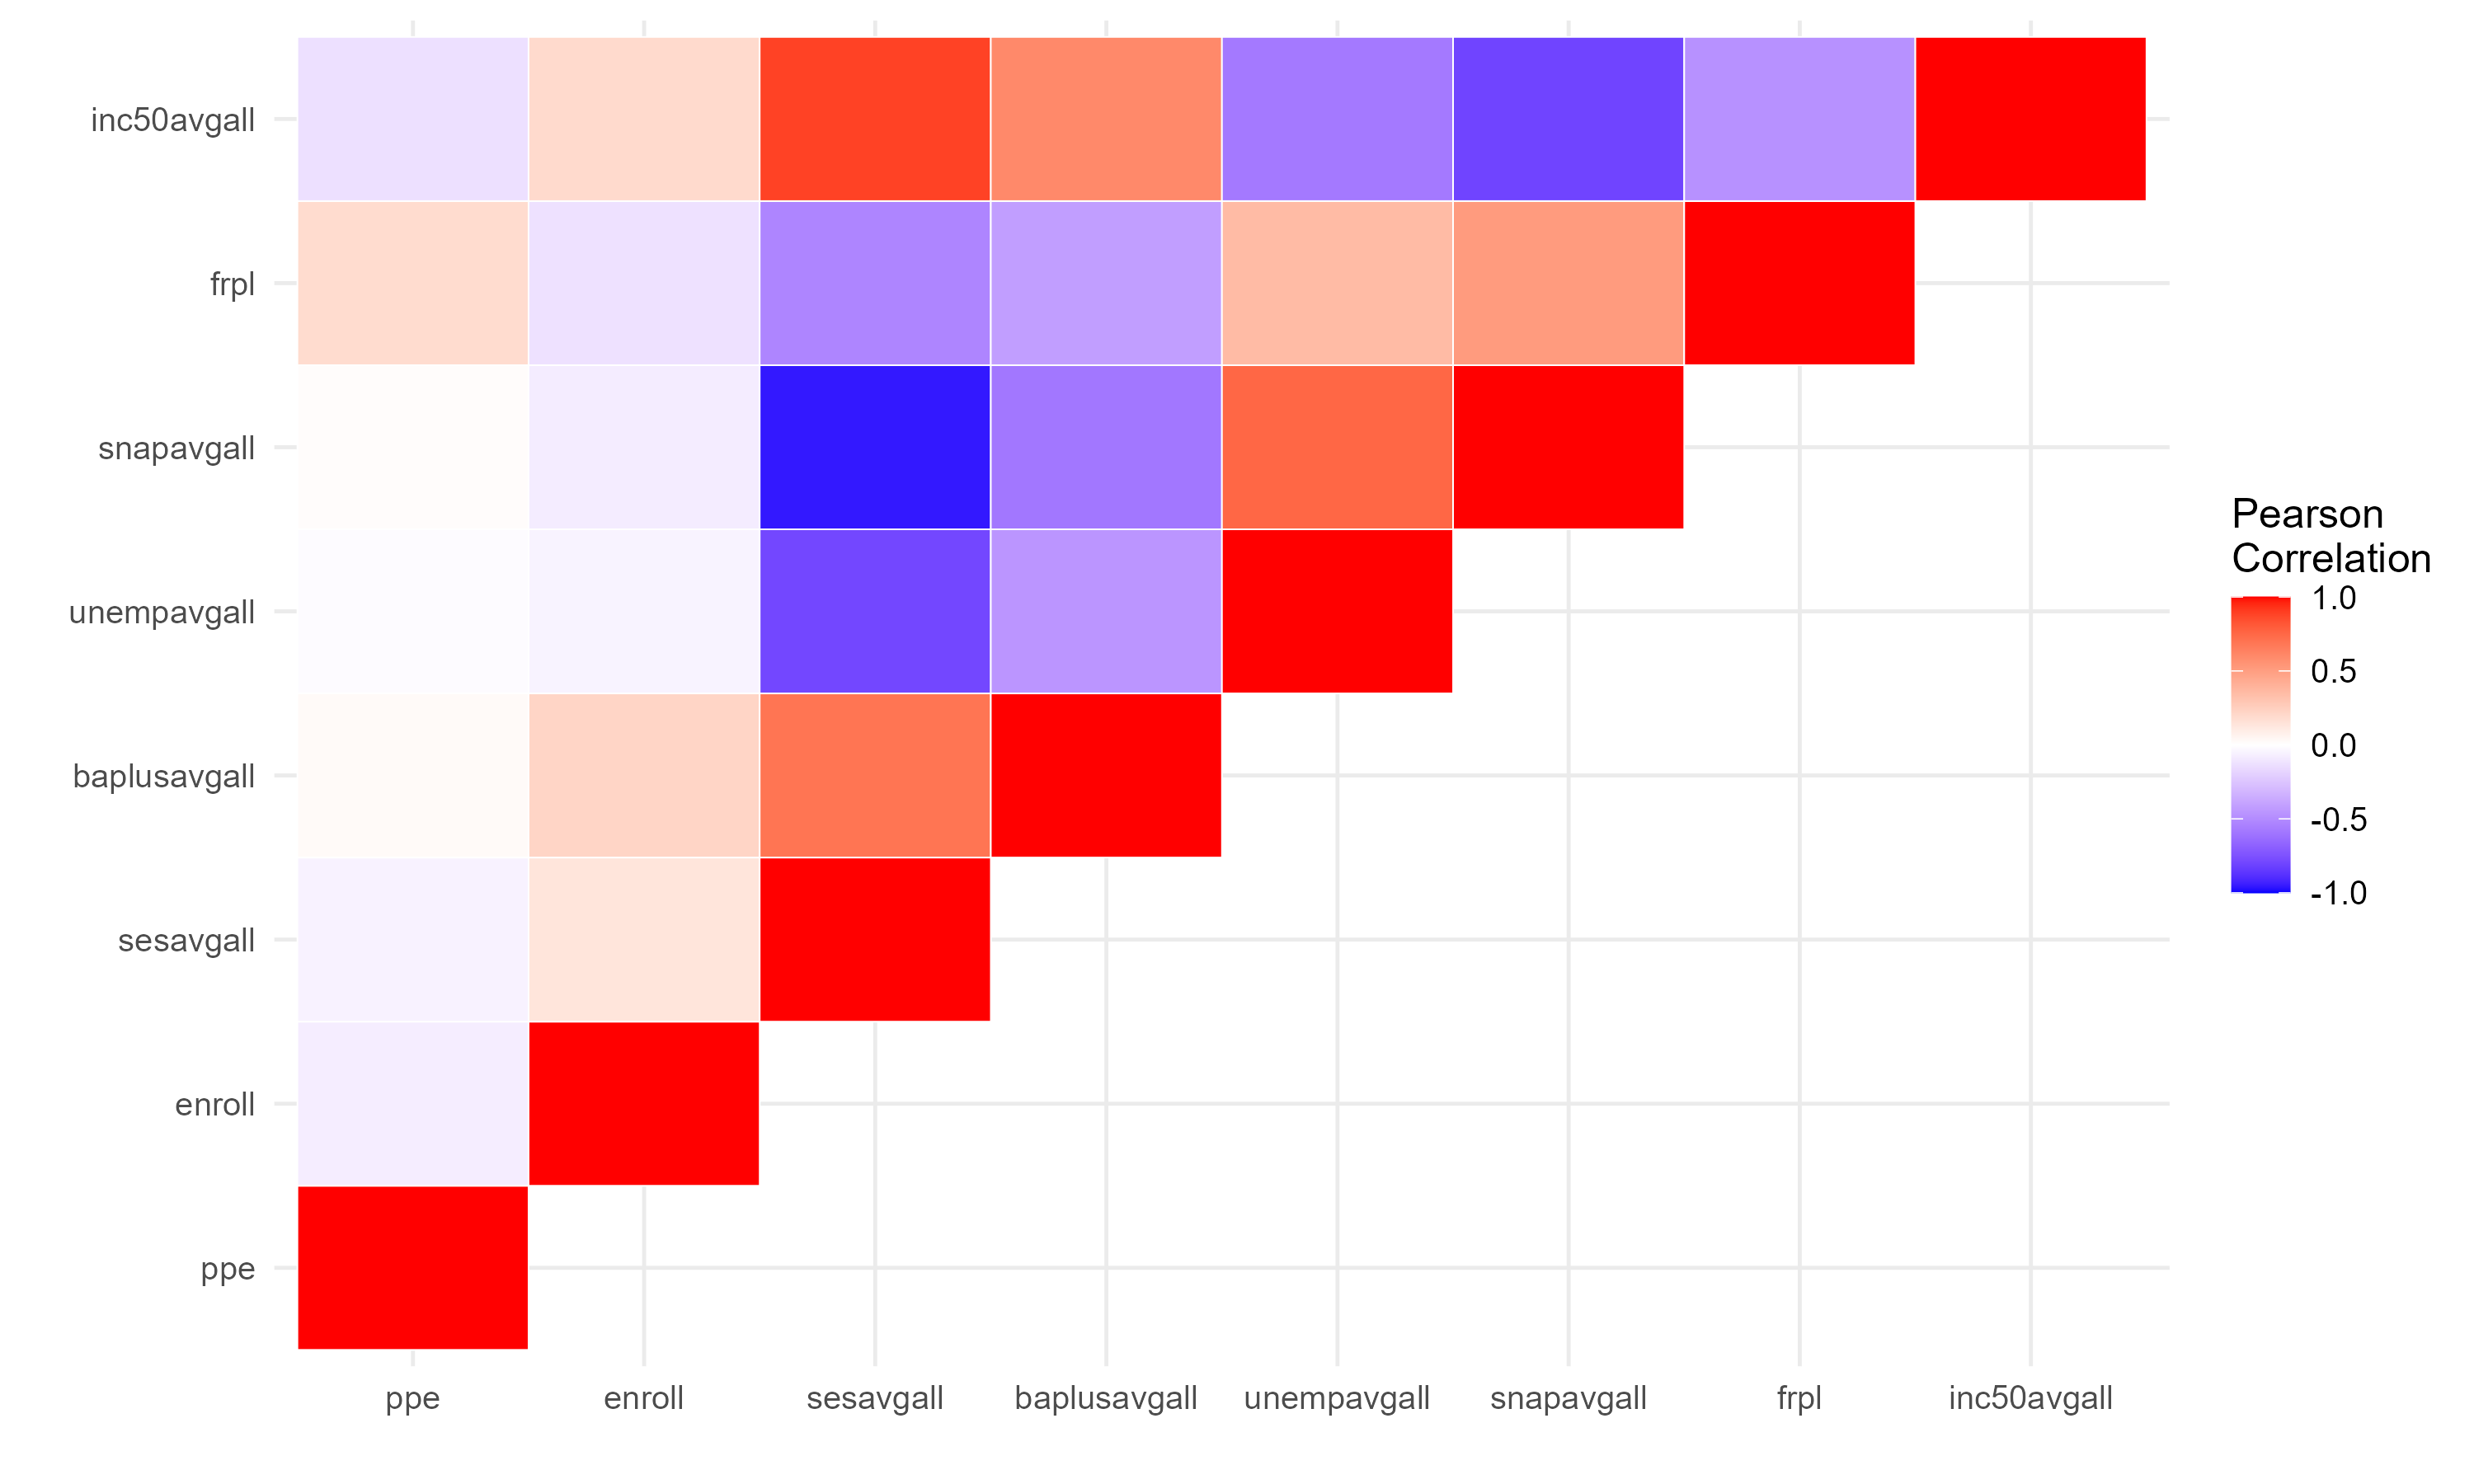 inc50avgall
frpl
snapavgall
unempavgall
baplusavgall
sesavgall
enroll
ppe
ppe enroll sesavgall baplusavgall unempavgall snapavgall frpl inc50avgall
Pearson
Correlation
1.0
0.5
0.0
-0.5
-1.0